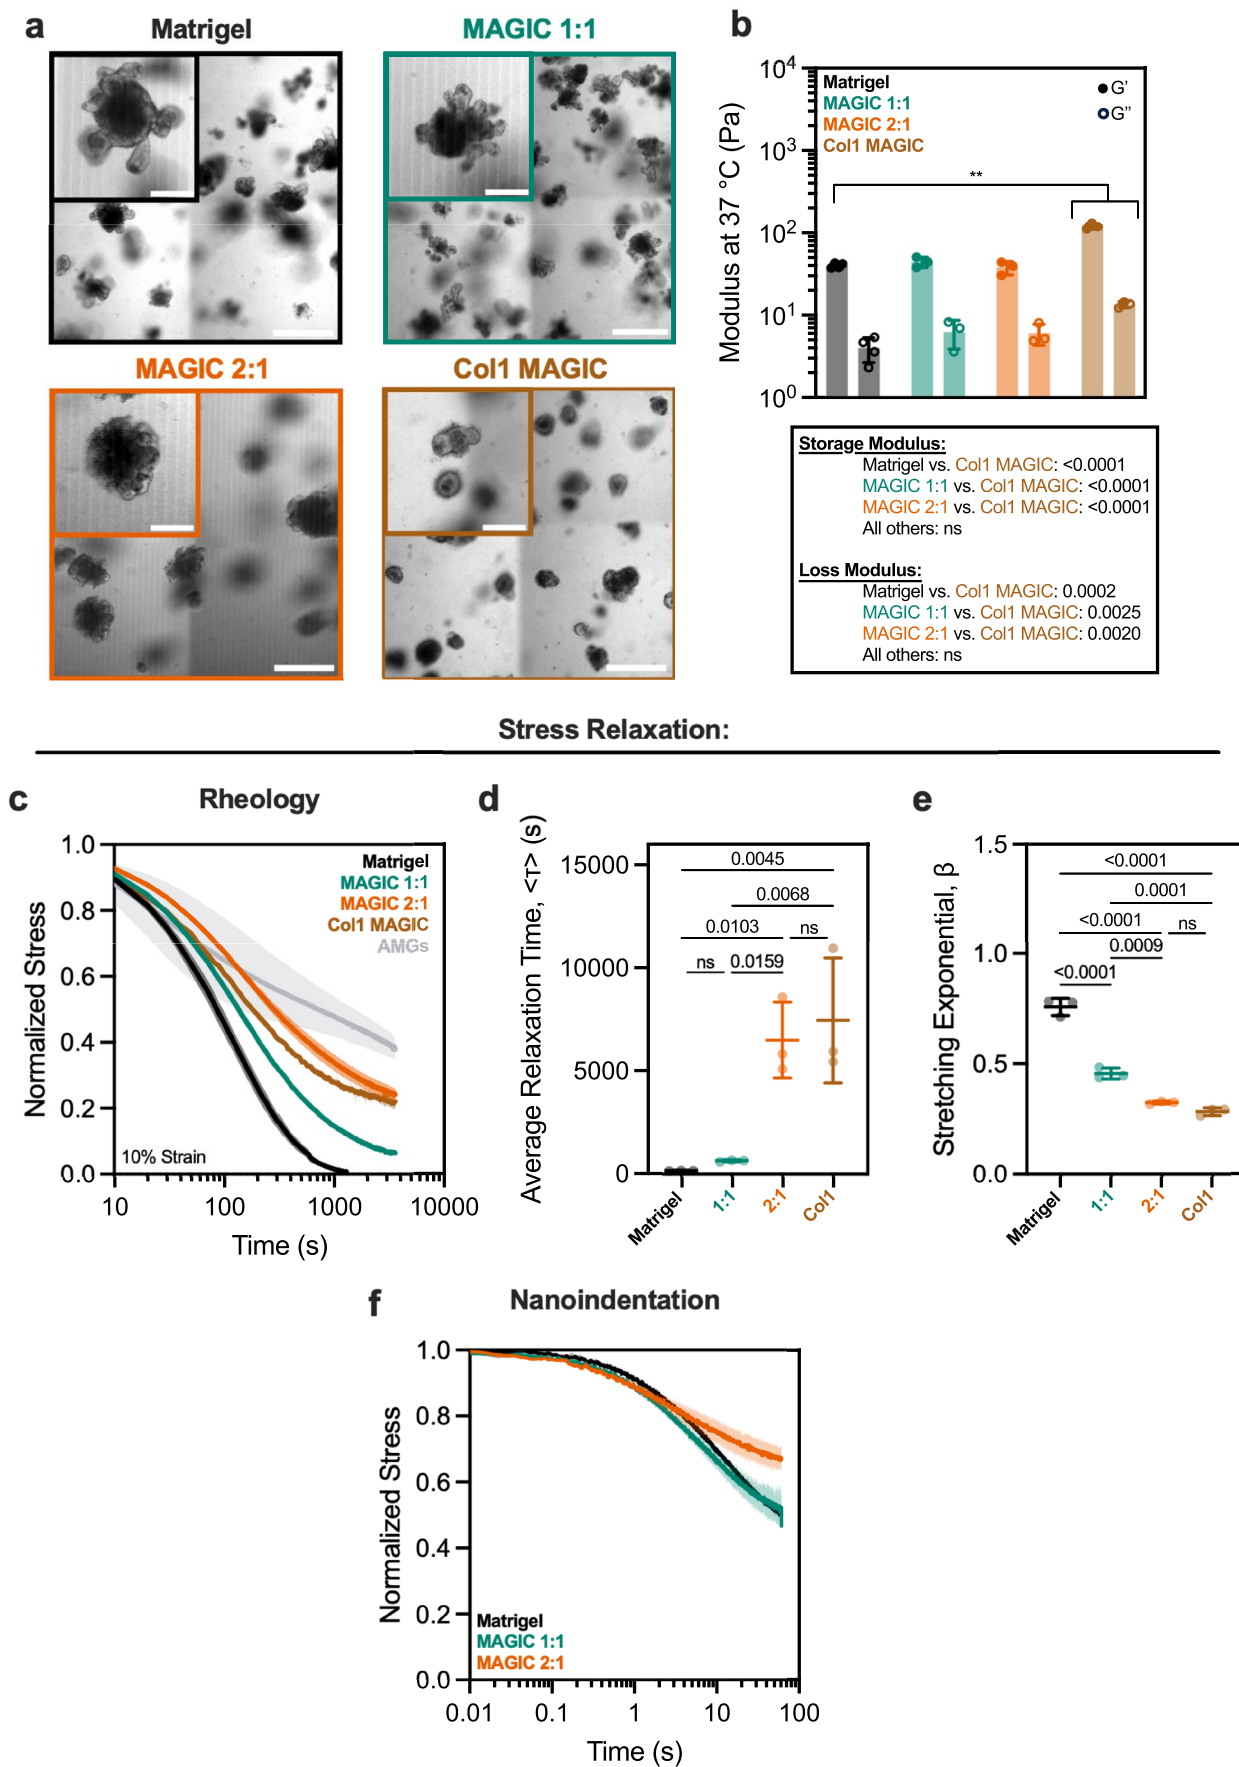 a
Matrigel
MAGIC 1:1
MAGIC 2:1
Col1 MAGIC
b
Modulus at 37 °C (Pa)
10⁴
10³
10²
10¹
10⁰
Matrigel
MAGIC 1:1
MAGIC 2:1
Col1 MAGIC
G'
G''
**
Storage Modulus:
Matrigel vs. Col1 MAGIC: <0.0001
MAGIC 1:1 vs. Col1 MAGIC: <0.0001
MAGIC 2:1 vs. Col1 MAGIC: <0.0001
All others: ns
Loss Modulus:
Matrigel vs. Col1 MAGIC: 0.0002
MAGIC 1:1 vs. Col1 MAGIC: 0.0025
MAGIC 2:1 vs. Col1 MAGIC: 0.0020
All others: ns
Stress Relaxation:
c
Rheology
Normalized Stress
1.0
0.8
0.6
0.4
0.2
0.0
Matrigel
MAGIC 1:1
MAGIC 2:1
Col1 MAGIC
AMGs
10% Strain
10 100 1000 10000
Time (s)
d
Average Relaxation Time, <τ> (s)
15000
10000
5000
0
0.0045
0.0068
0.0103 ns
ns 0.0159
Matrigel 1:1 2:1 Col1
e
Stretching Exponential, β
1.5
1.0
0.5
0.0
<0.0001
0.0001
<0.0001 ns
0.0009
<0.0001
Matrigel 1:1 2:1 Col1
f
Nanoindentation
Normalized Stress
1.0
0.8
0.6
0.4
0.2
0.0
Matrigel
MAGIC 1:1
MAGIC 2:1
0.01 0.1 1 10 100
Time (s)